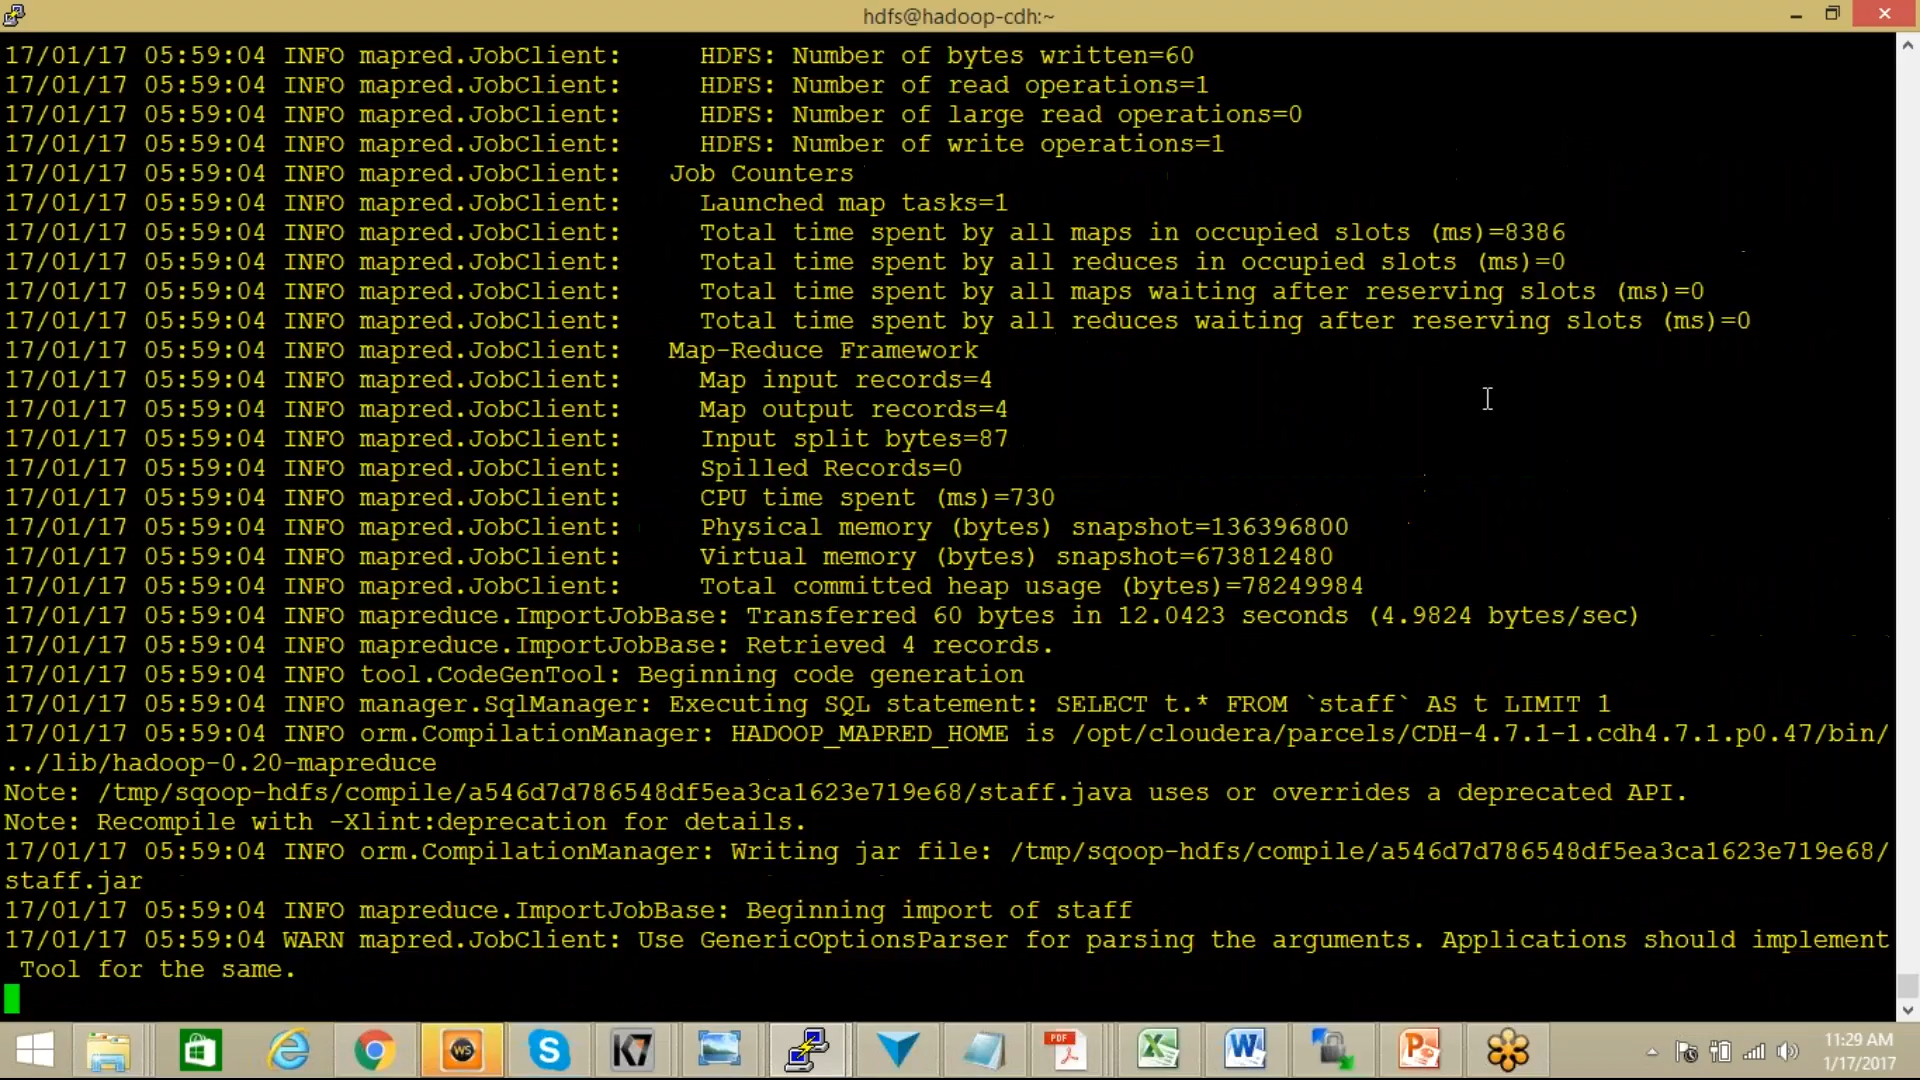 hdfs@hadoop-cdh:~
17/01/17 05:59:04 INFO mapred.JobClient:     HDFS: Number of bytes written=60
17/01/17 05:59:04 INFO mapred.JobClient:     HDFS: Number of read operations=1
17/01/17 05:59:04 INFO mapred.JobClient:     HDFS: Number of large read operations=0
17/01/17 05:59:04 INFO mapred.JobClient:     HDFS: Number of write operations=1
17/01/17 05:59:04 INFO mapred.JobClient:   Job Counters
17/01/17 05:59:04 INFO mapred.JobClient:     Launched map tasks=1
17/01/17 05:59:04 INFO mapred.JobClient:     Total time spent by all maps in occupied slots (ms)=8386
17/01/17 05:59:04 INFO mapred.JobClient:     Total time spent by all reduces in occupied slots (ms)=0
17/01/17 05:59:04 INFO mapred.JobClient:     Total time spent by all maps waiting after reserving slots (ms)=0
17/01/17 05:59:04 INFO mapred.JobClient:     Total time spent by all reduces waiting after reserving slots (ms)=0
17/01/17 05:59:04 INFO mapred.JobClient:   Map-Reduce Framework
17/01/17 05:59:04 INFO mapred.JobClient:     Map input records=4
17/01/17 05:59:04 INFO mapred.JobClient:     Map output records=4
17/01/17 05:59:04 INFO mapred.JobClient:     Input split bytes=87
17/01/17 05:59:04 INFO mapred.JobClient:     Spilled Records=0
17/01/17 05:59:04 INFO mapred.JobClient:     CPU time spent (ms)=730
17/01/17 05:59:04 INFO mapred.JobClient:     Physical memory (bytes) snapshot=136396800
17/01/17 05:59:04 INFO mapred.JobClient:     Virtual memory (bytes) snapshot=673812480
17/01/17 05:59:04 INFO mapred.JobClient:     Total committed heap usage (bytes)=78249984
17/01/17 05:59:04 INFO mapreduce.ImportJobBase: Transferred 60 bytes in 12.0423 seconds (4.9824 bytes/sec)
17/01/17 05:59:04 INFO mapreduce.ImportJobBase: Retrieved 4 records.
17/01/17 05:59:04 INFO tool.CodeGenTool: Beginning code generation
17/01/17 05:59:04 INFO manager.SqlManager: Executing SQL statement: SELECT t.* FROM `staff` AS t LIMIT 1
17/01/17 05:59:04 INFO orm.CompilationManager: HADOOP_MAPRED_HOME is /opt/cloudera/parcels/CDH-4.7.1-1.cdh4.7.1.p0.47/bin/
../lib/hadoop-0.20-mapreduce
Note: /tmp/sqoop-hdfs/compile/a546d7d786548df5ea3ca1623e719e68/staff.java uses or overrides a deprecated API.
Note: Recompile with -Xlint:deprecation for details.
17/01/17 05:59:04 INFO orm.CompilationManager: Writing jar file: /tmp/sqoop-hdfs/compile/a546d7d786548df5ea3ca1623e719e68/
staff.jar
17/01/17 05:59:04 INFO mapreduce.ImportJobBase: Beginning import of staff
17/01/17 05:59:04 WARN mapred.JobClient: Use GenericOptionsParser for parsing the arguments. Applications should implement
 Tool for the same.
WS
S
K7
PDF
X
W
P
11:29 AM
1/17/2017